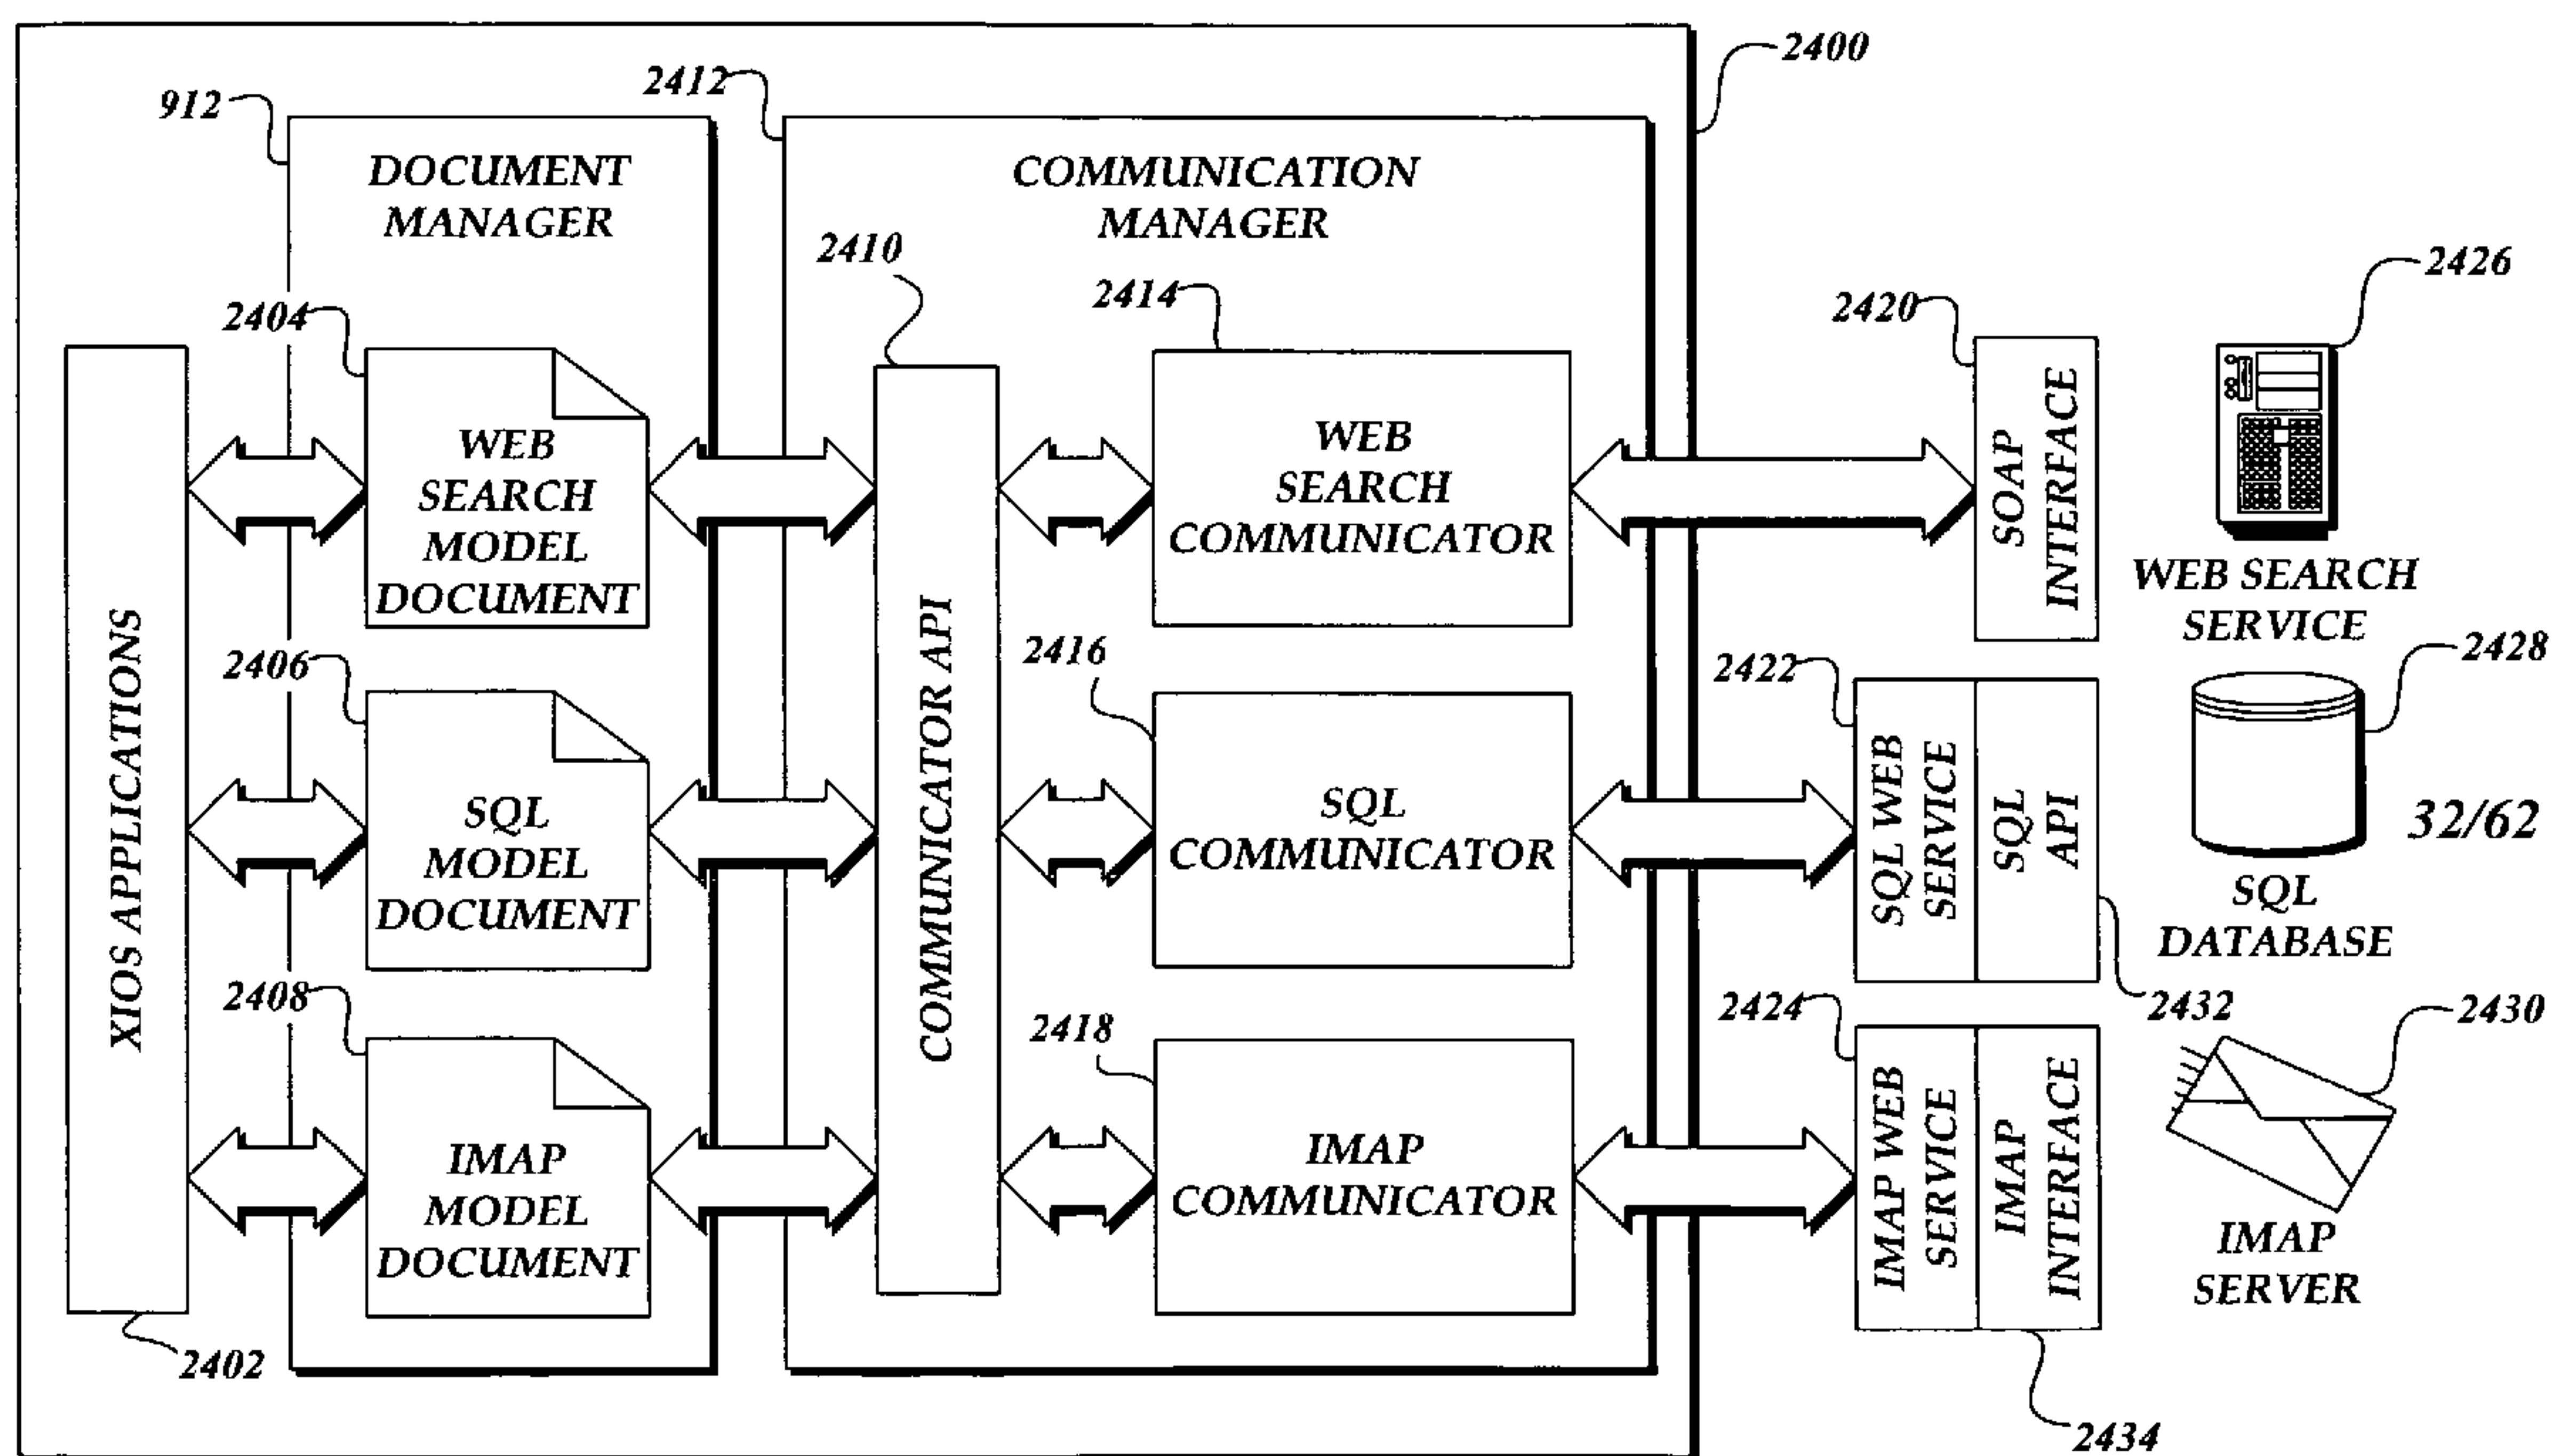 2400
912
2412
DOCUMENT
MANAGER
COMMUNICATION
MANAGER
2410
2404
2414
2420
2426
XIOS APPLICATIONS
WEB
SEARCH
MODEL
DOCUMENT
COMMUNICATOR API
WEB
SEARCH
COMMUNICATOR
SOAP
INTERFACE
WEB SEARCH
SERVICE
2406
2416
2422
2428
SQL
MODEL
DOCUMENT
SQL
COMMUNICATOR
SQL WEB
SERVICE
SQL
API
32/62
SQL
DATABASE
2408
2418
2424
2432
2430
IMAP
MODEL
DOCUMENT
IMAP
COMMUNICATOR
IMAP WEB
SERVICE
IMAP
INTERFACE
IMAP
SERVER
2402
2434